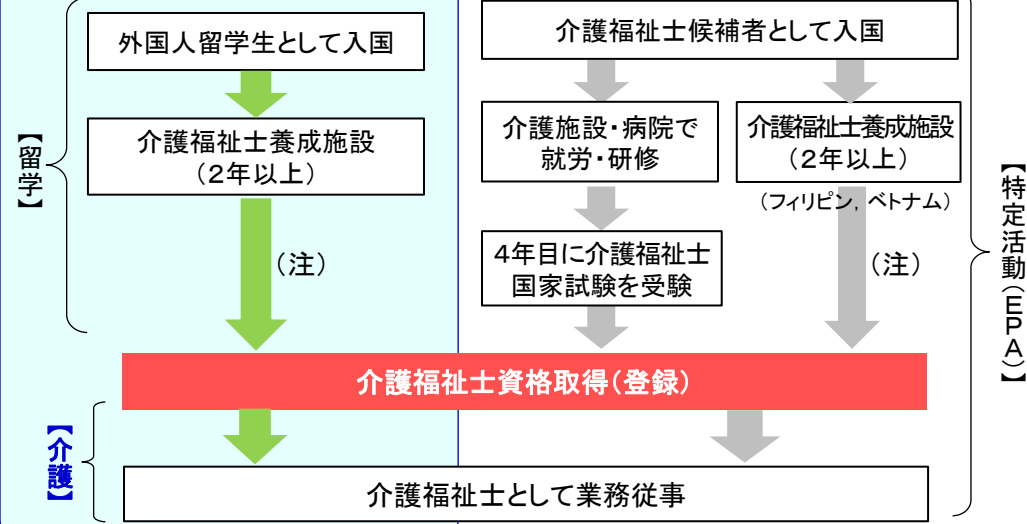 外国人留学生として入国
介護福祉士養成施設
(2年以上)
(注)
【留学】
介護福祉士候補者として入国
介護施設・病院で
就労・研修
4年目に介護福祉士
国家試験を受験
介護福祉士養成施設
(2年以上)
(フィリピン, ベトナム)
(注)
【特定活動(EPA)】
介護福祉士資格取得(登録)
【介護】
介護福祉士として業務従事